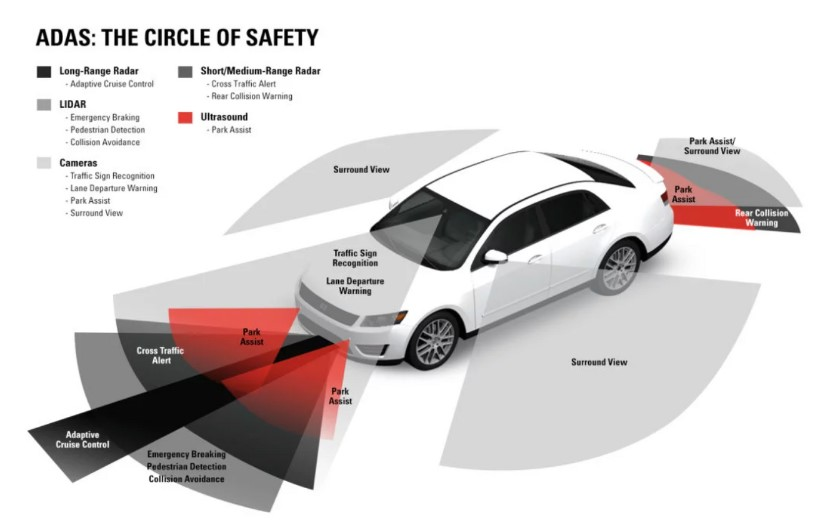 ADAS: THE CIRCLE OF SAFETY
Long-Range Radar
- Adaptive Cruise Control
LIDAR
- Emergency Braking
- Pedestrian Detection
- Collision Avoidance
Cameras
- Traffic Sign Recognition
- Lane Departure Warning
- Park Assist
- Surround View
Short/Medium-Range Radar
- Cross Traffic Alert
- Rear Collision Warning
Ultrasound
- Park Assist
Surround View
Park Assist/
Surround View
Park
Assist
Rear Collision
Warning
Traffic Sign
Recognition
Lane Departure
Warning
Park
Assist
Cross Traffic
Alert
Park
Assist
Surround View
Adaptive
Cruise Control
Emergency Breaking
Pedestrian Detection
Collision Avoidance